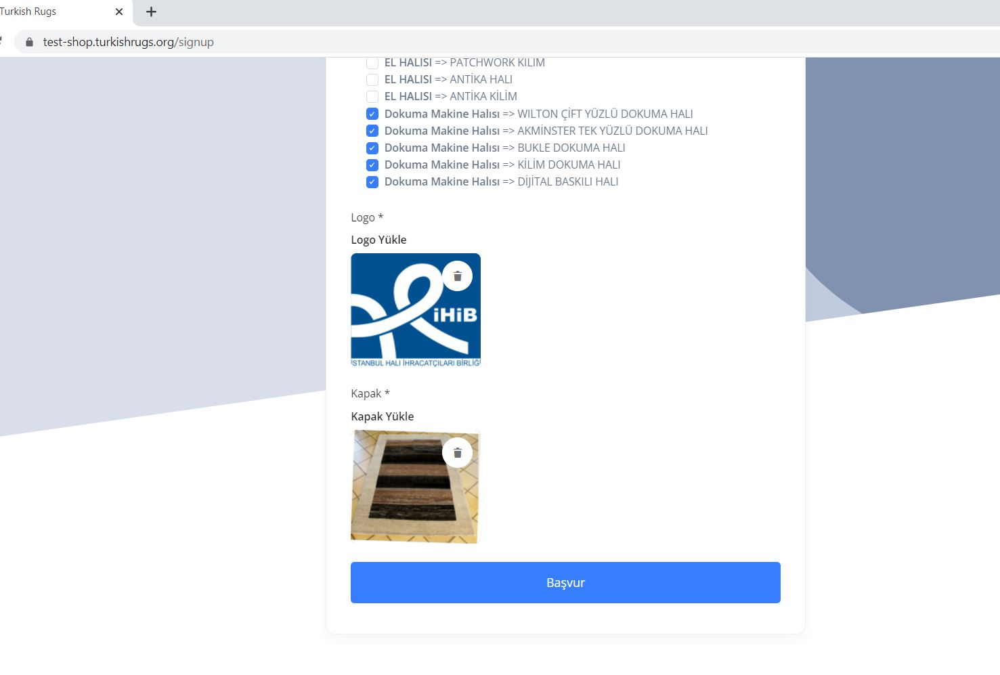 Turkish Rugs
test-shop.turkishrugs.org/signup
EL HALISI => PATCHWORK KILIM
EL HALISI => ANTİKA HALI
EL HALISI => ANTİKA KİLİM
Dokuma Makine Halısı => WILTON ÇİFT YÜZLÜ DOKUMA HALI
Dokuma Makine Halısı => AKMİNSTER TEK YÜZLÜ DOKUMA HALI
Dokuma Makine Halısı => BUKLE DOKUMA HALI
Dokuma Makine Halısı => KİLİM DOKUMA HALI
Dokuma Makine Halısı => DİJİTAL BASKILI HALI
Logo *
Logo Yükle
iHiB
İSTANBUL HALI İHRACATÇILARI BİRLİĞİ
Kapak *
Kapak Yükle
Başvur